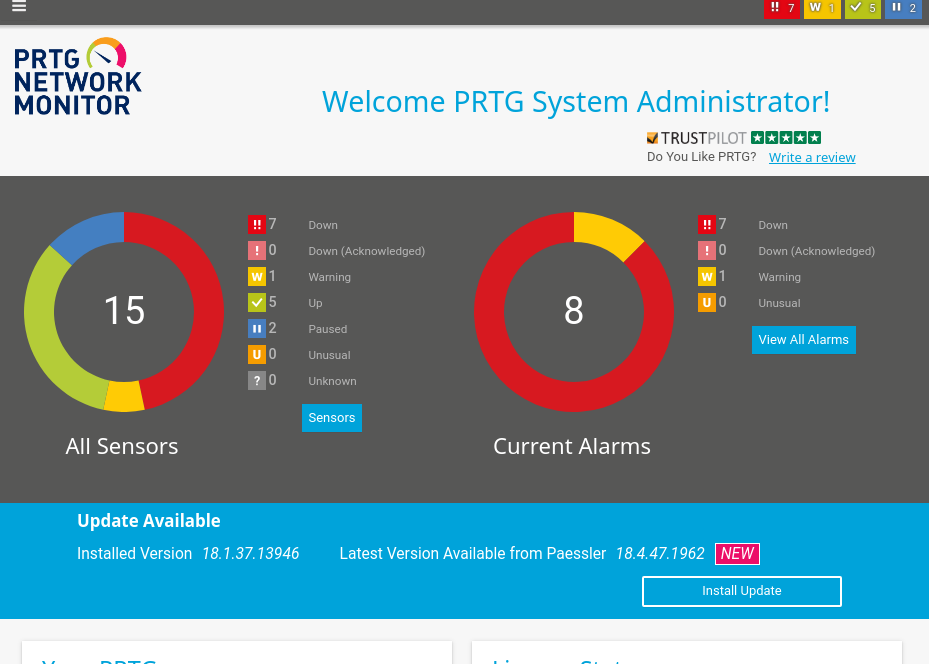 !! 7 W 1 5 2
PRTG
NETWORK
MONITOR
Welcome PRTG System Administrator!
TRUSTPILOT
Do You Like PRTG? Write a review
15
!! 7 Down
! 0 Down (Acknowledged)
W 1 Warning
5 Up
2 Paused
U 0 Unusual
? 0 Unknown
Sensors
All Sensors
8
!! 7 Down
! 0 Down (Acknowledged)
W 1 Warning
U 0 Unusual
View All Alarms
Current Alarms
Update Available
Installed Version 18.1.37.13946 Latest Version Available from Paessler 18.4.47.1962 NEW
Install Update